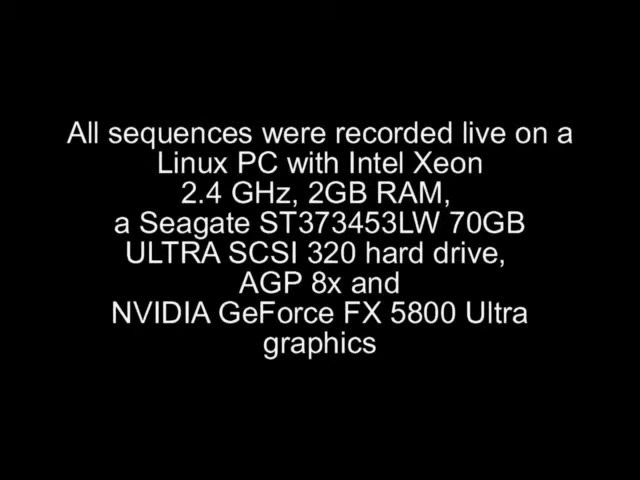 All sequences were recorded live on a
Linux PC with Intel Xeon
2.4 GHz, 2GB RAM,
a Seagate ST373453LW 70GB
ULTRA SCSI 320 hard drive,
AGP 8x and
NVIDIA GeForce FX 5800 Ultra
graphics